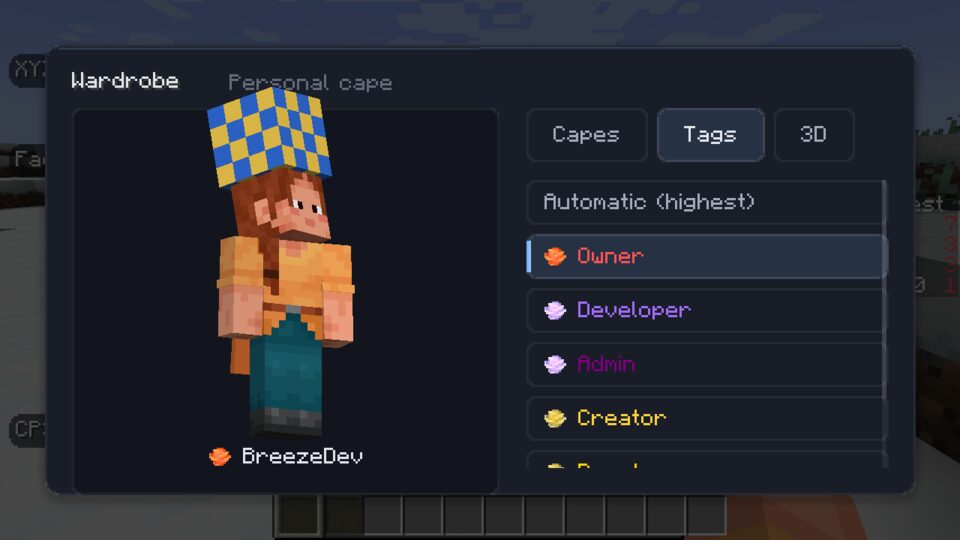 Wardrobe
Personal cape
Capes
Tags
3D
Automatic (highest)
Owner
Developer
Admin
Creator
BreezeDev